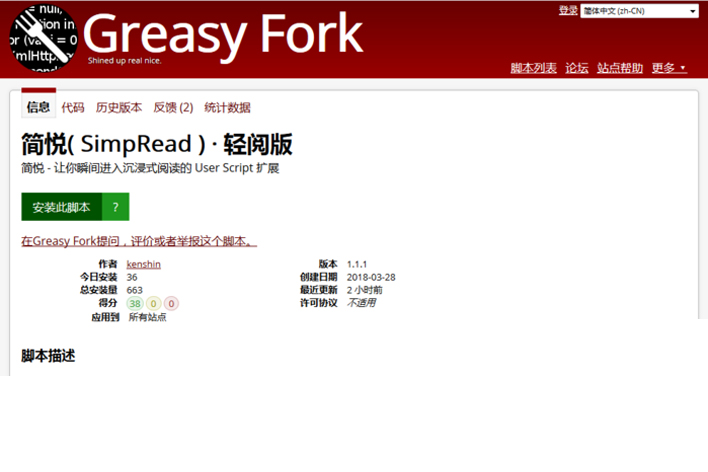 = null,
nction in
or (var i = 0;
mlHttp
Greasy Fork
Shined up real nice.
登录 简体中文 (zh-CN)
脚本列表 论坛 站点帮助 更多
信息 代码 历史版本 反馈 (2) 统计数据
简悦( SimpRead ) · 轻阅版
简悦 - 让你瞬间进入沉浸式阅读的 User Script 扩展
安装此脚本 ?
在Greasy Fork提问,评价或者举报这个脚本。
作者 kenshin 版本 1.1.1
今日安装 36 创建日期 2018-03-28
总安装量 663 最近更新 2 小时前
得分 38 0 0 许可协议 不适用
应用到 所有站点
脚本描述